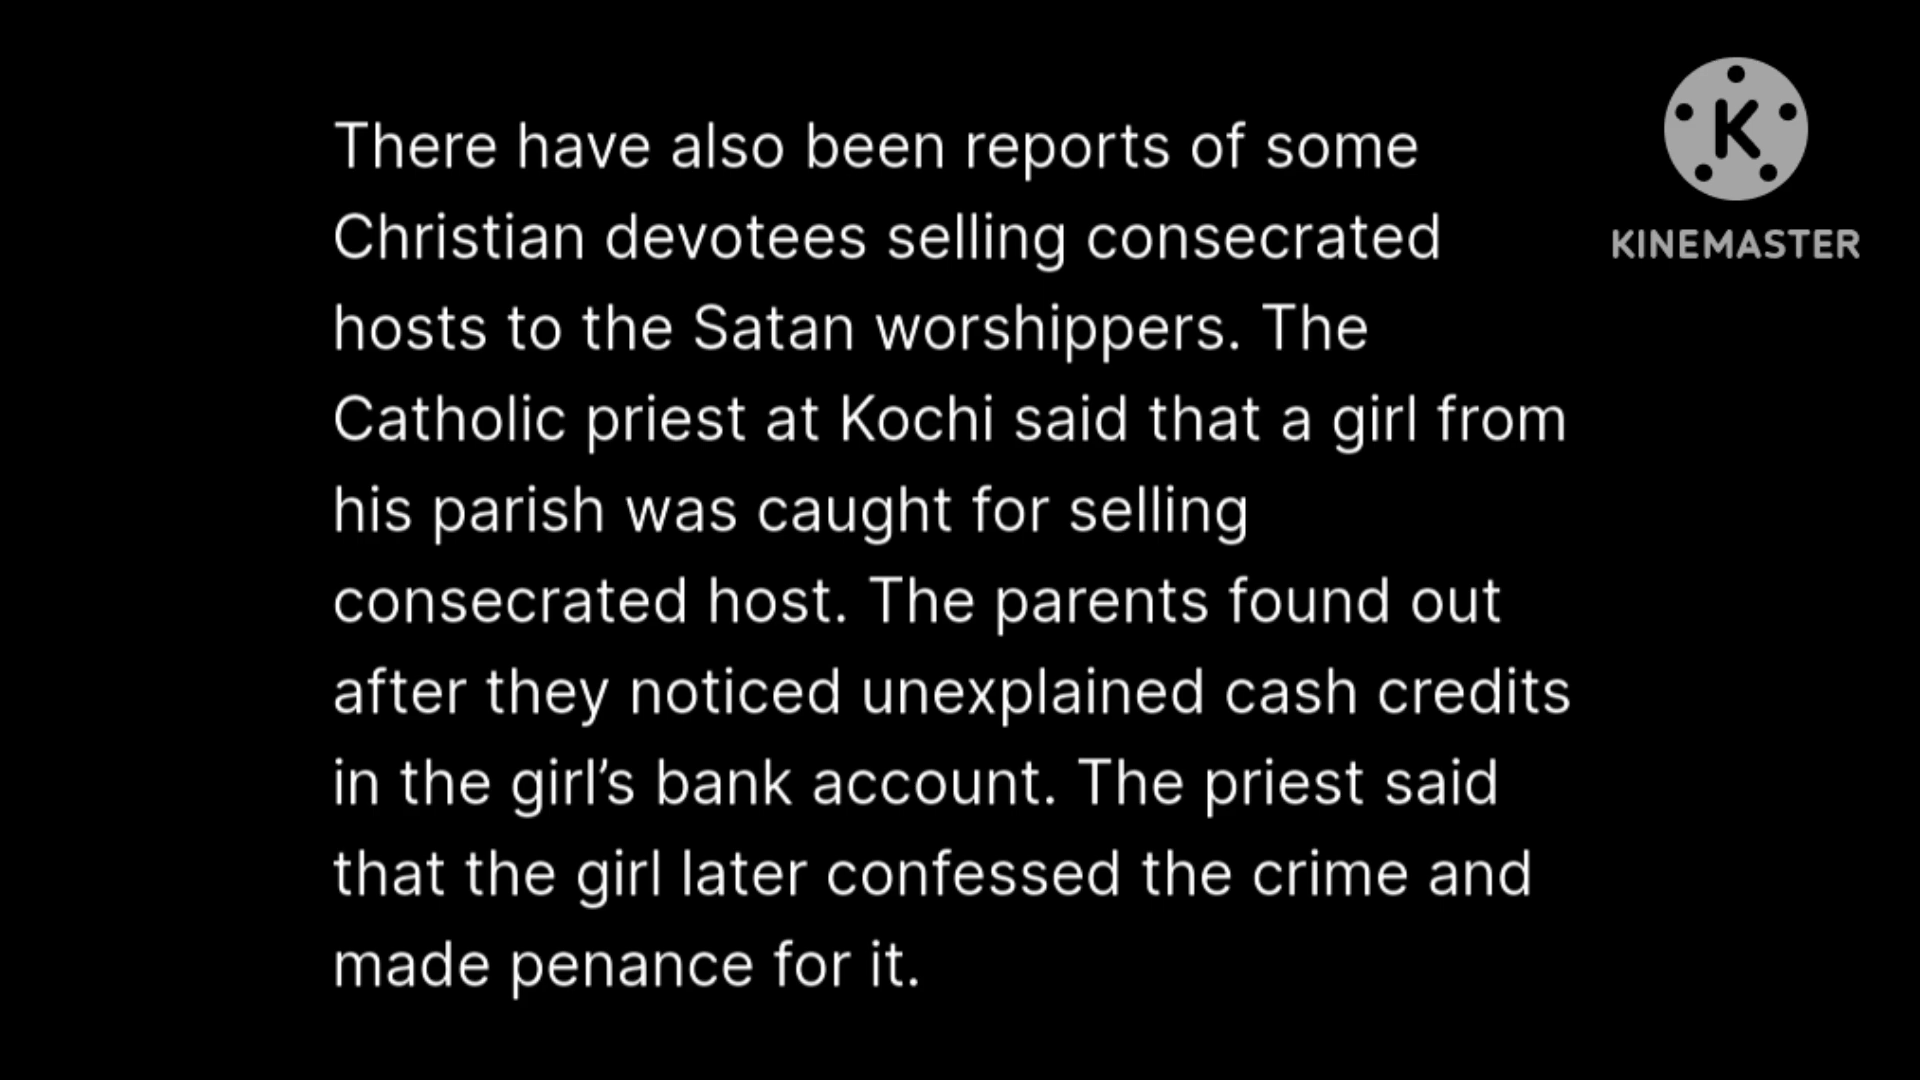 There have also been reports of some
Christian devotees selling consecrated
hosts to the Satan worshippers. The
Catholic priest at Kochi said that a girl from
his parish was caught for selling
consecrated host. The parents found out
after they noticed unexplained cash credits
in the girl’s bank account. The priest said
that the girl later confessed the crime and
made penance for it.
K
KINEMASTER